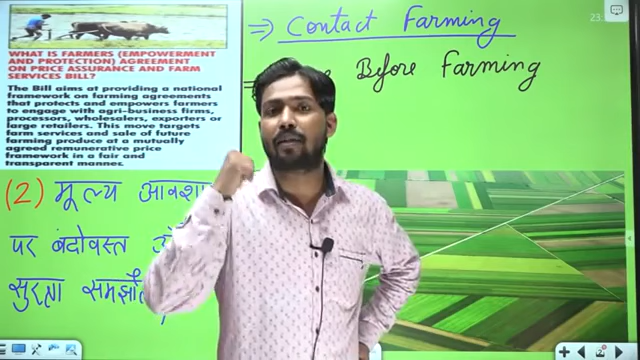 WHAT IS FARMERS (EMPOWERMENT
AND PROTECTION) AGREEMENT
ON PRICE ASSURANCE AND FARM
SERVICES BILL?
The Bill aims at providing a national
framework on farming agreements
that protects and empowers farmers
to engage with agri-business firms,
processors, wholesalers, exporters or
large retailers. This move targets
farm services and sale of future
farming produce at a mutually
agreed remunerative price
framework in a fair and
transparent manner.
(2) मूल्य
पर बंदोवस्त
सुरक्षा
⇒ Contact Farming
Before Farming